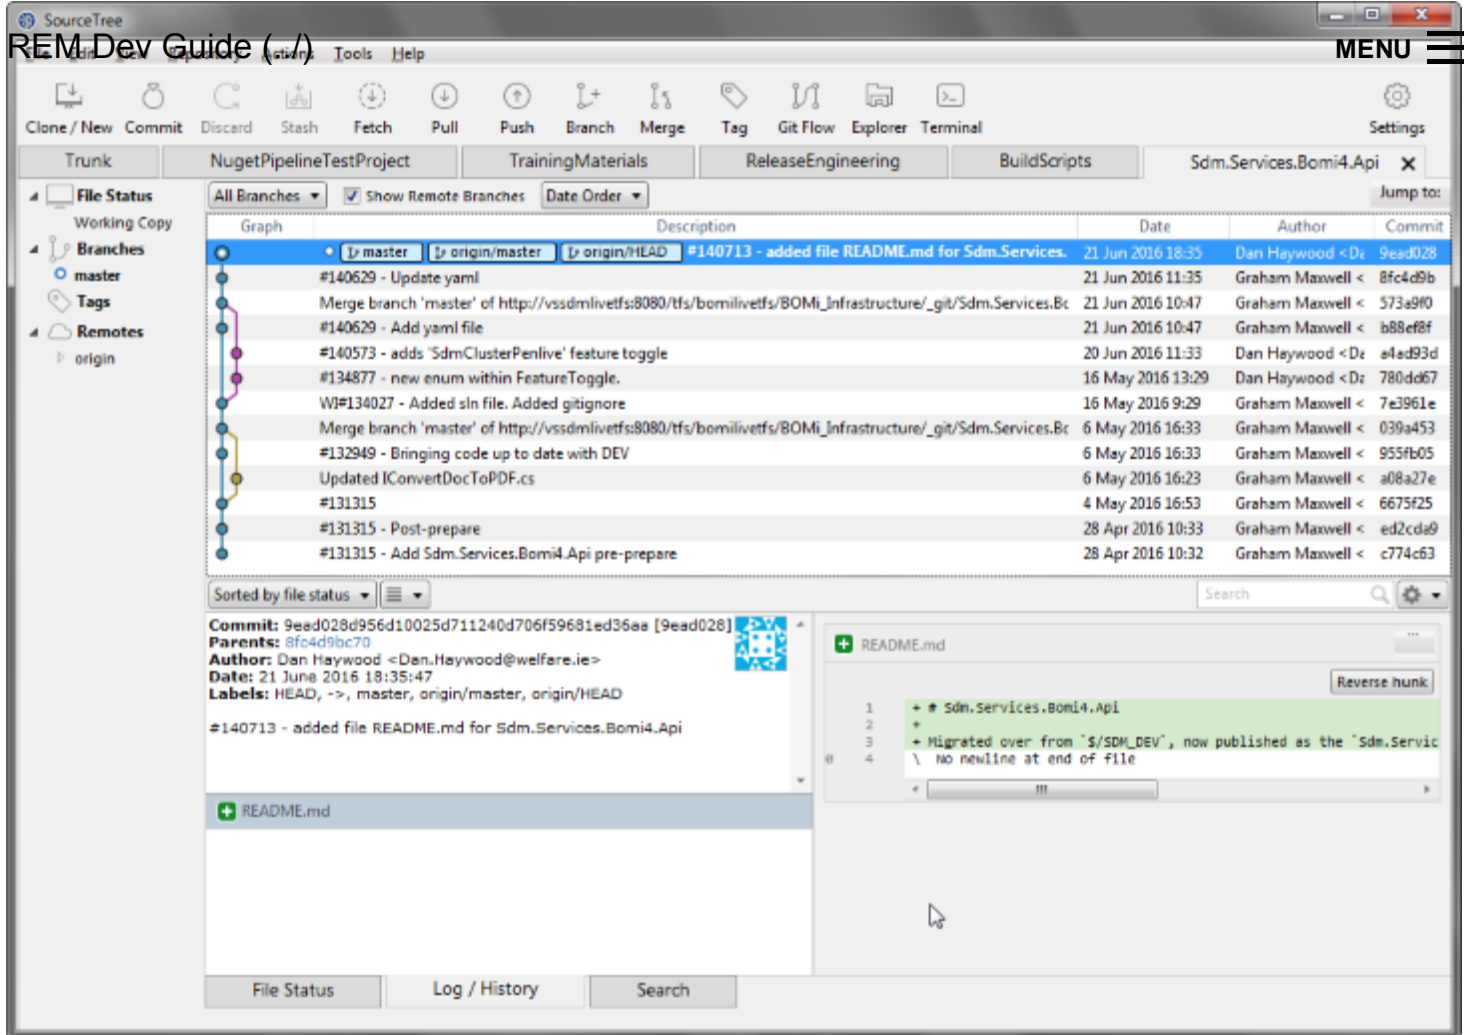 SourceTree
REM Dev Guide (../)
MENU
Tools Help
Clone / New Commit Discard Stash Fetch Pull Push Branch Merge Tag Git Flow Explorer Terminal Settings
Trunk NugetPipelineTestProject TrainingMaterials ReleaseEngineering BuildScripts Sdm.Services.Bomi4.Api
File Status
Working Copy
Branches
master
Tags
Remotes
origin
All Branches Show Remote Branches Date Order Jump to:
Graph Description Date Author Commit
master origin/master origin/HEAD #140713 - added file README.md for Sdm.Services. 21 Jun 2016 18:35 Dan Haywood <Da 9ead028
#140629 - Update yaml 21 Jun 2016 11:35 Graham Maxwell < 8fc4d9b
Merge branch 'master' of http://vssdmlivetfs:8080/tfs/bomilivetfs/BOMi_Infrastructure/_git/Sdm.Services.Bc 21 Jun 2016 10:47 Graham Maxwell < 573a9f0
#140629 - Add yaml file 21 Jun 2016 10:47 Graham Maxwell < b88ef8f
#140573 - adds 'SdmClusterPenlive' feature toggle 20 Jun 2016 11:33 Dan Haywood <Da a4ad93d
#134877 - new enum within FeatureToggle. 16 May 2016 13:29 Dan Haywood <Da 780dd67
WI#134027 - Added sln file. Added gitignore 16 May 2016 9:29 Graham Maxwell < 7e3961e
Merge branch 'master' of http://vssdmlivetfs:8080/tfs/bomilivetfs/BOMi_Infrastructure/_git/Sdm.Services.Bc 6 May 2016 16:33 Graham Maxwell < 039a453
#132949 - Bringing code up to date with DEV 6 May 2016 16:33 Graham Maxwell < 955fb05
Updated IConvertDocToPDF.cs 6 May 2016 16:23 Graham Maxwell < a08a27e
#131315 4 May 2016 16:53 Graham Maxwell < 6675f25
#131315 - Post-prepare 28 Apr 2016 10:33 Graham Maxwell < ed2cda9
#131315 - Add Sdm.Services.Bomi4.Api pre-prepare 28 Apr 2016 10:32 Graham Maxwell < c774c63
Sorted by file status Search
Commit: 9ead028d956d10025d711240d706f59681ed36aa [9ead028]
Parents: 8fc4d9bc70
Author: Dan Haywood <Dan.Haywood@welfare.ie>
Date: 21 June 2016 18:35:47
Labels: HEAD, ->, master, origin/master, origin/HEAD
#140713 - added file README.md for Sdm.Services.Bomi4.Api
README.md
README.md
Reverse hunk
1 + # Sdm.Services.Bomi4.Api
2 +
3 + Migrated over from `$/SDM_DEV`, now published as the `Sdm.Servic
0 4 \ No newline at end of file
File Status Log / History Search